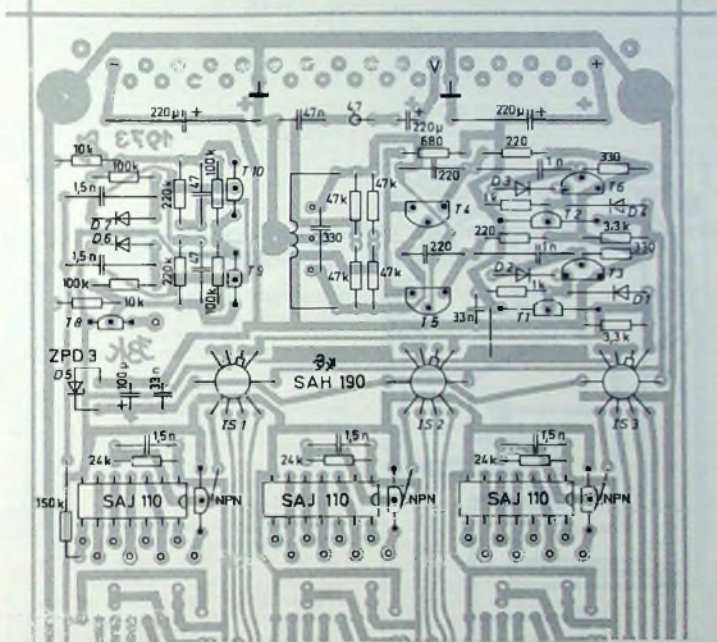 - V +
220µ + 47n 47 + 220µ 220µ +
1973
680 220
10k 100k 220 1n 330
100k T10 D3 T6
1,5n 220k 47 47k 47k 1k D4
D7 T4 T2
D6 330 220 3,3k
1,5n 220k 47 T9 220 1n 330
D2 T3
100k 100k 47k 47k 1k D1
10k T5 33n T1
T8 3,3k
ZPD 3
D5 3x
SAH 190
100µ
+
IS 1 IS 2 IS 3
1,5n 1,5n 1,5n
24k 24k 24k
150k SAJ 110 NPN SAJ 110 NPN SAJ 110 NPN